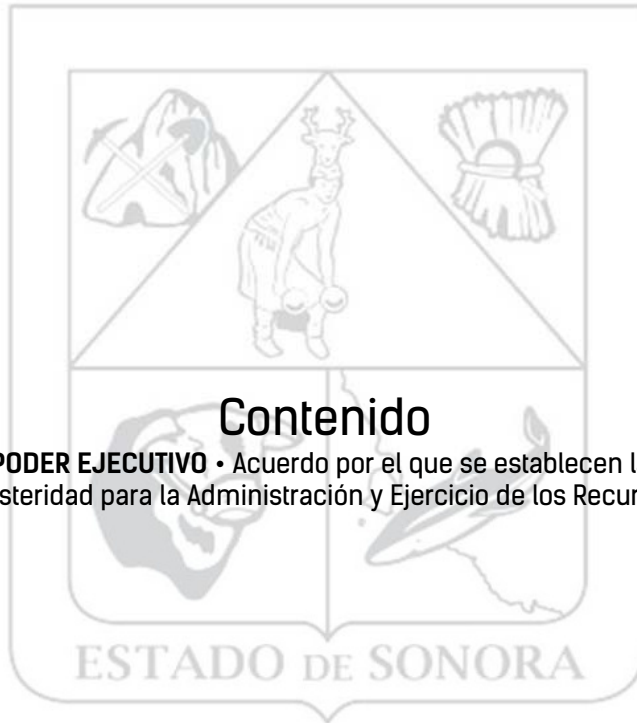 Contenido
PODER EJECUTIVO • Acuerdo por el que se establecen l
steridad para la Administración y Ejercicio de los Recur
ESTADO DE SONORA